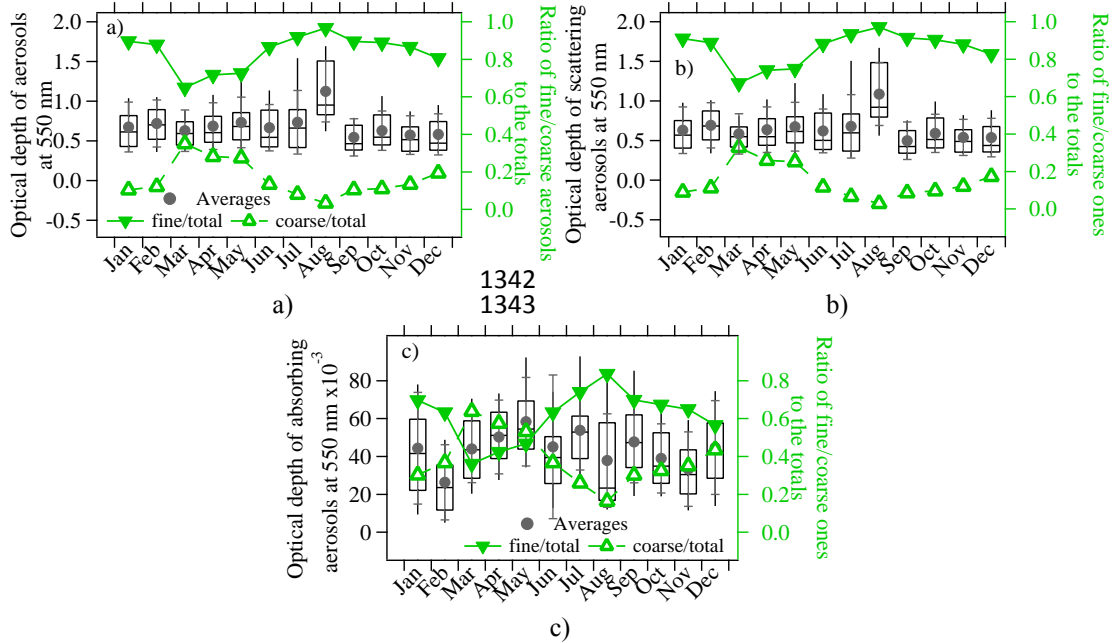 a)
Optical depth of aerosols
at 550 nm
2.0
1.5
1.0
0.5
0.0
-0.5
1.0
0.8
0.6
0.4
0.2
0.0
Ratio of fine/coarse aerosols
to the totals
Averages
fine/total
coarse/total
Jan
Feb
Mar
Apr
May
Jun
Jul
Aug
Sep
Oct
Nov
Dec
a)
b)
Optical depth of scattering
aerosols at 550 nm
2.0
1.5
1.0
0.5
0.0
-0.5
1.0
0.8
0.6
0.4
0.2
0.0
Ratio of fine/coarse ones
to the totals
Jan
Feb
Mar
Apr
May
Jun
Jul
Aug
Sep
Oct
Nov
Dec
b)
1342
1343
c)
Optical depth of absorbing
aerosols at 550 nm x10-3
80
60
40
20
0
0.8
0.6
0.4
0.2
0.0
Ratio of fine/coarse ones
to the totals
Averages
fine/total
coarse/total
Jan
Feb
Mar
Apr
May
Jun
Jul
Aug
Sep
Oct
Nov
Dec
c)